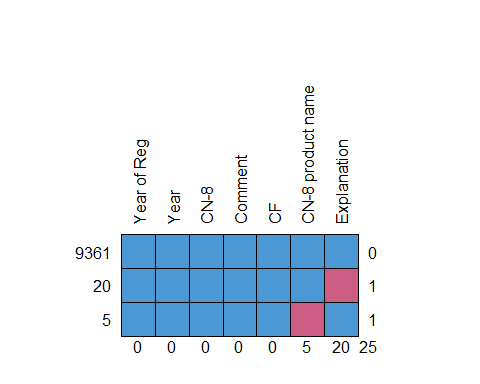 Year of Reg
Year
CN-8
Comment
CF
CN-8 product name
Explanation
9361 0
20 1
5 1
0 0 0 0 0 5 20 25